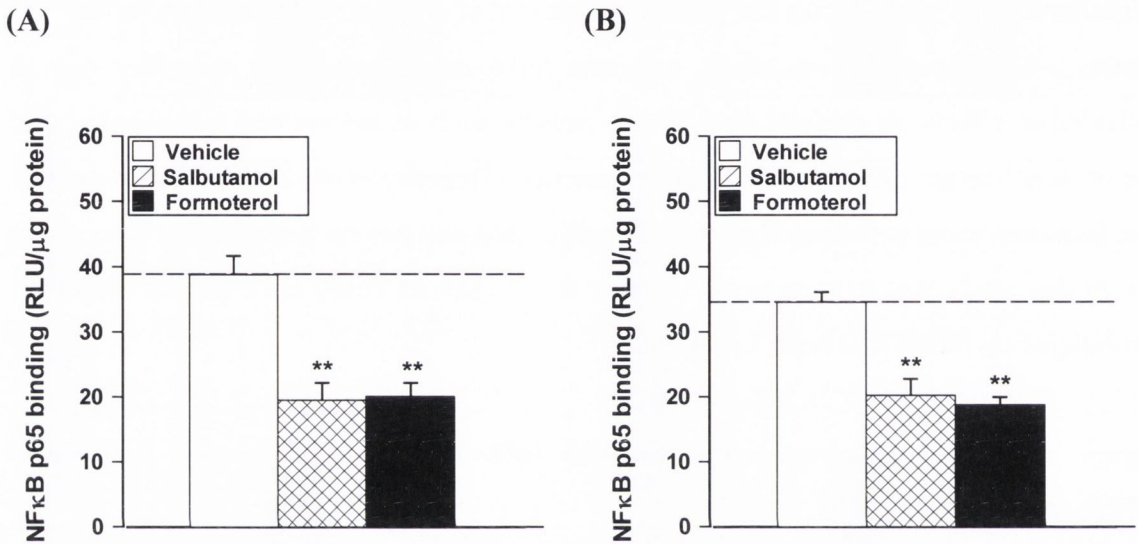 (A)
NFκB p65 binding (RLU/μg protein)
60
50
40
30
20
10
0
Vehicle
Salbutamol
Formoterol
**
**
(B)
NFκB p65 binding (RLU/μg protein)
60
50
40
30
20
10
0
Vehicle
Salbutamol
Formoterol
**
**